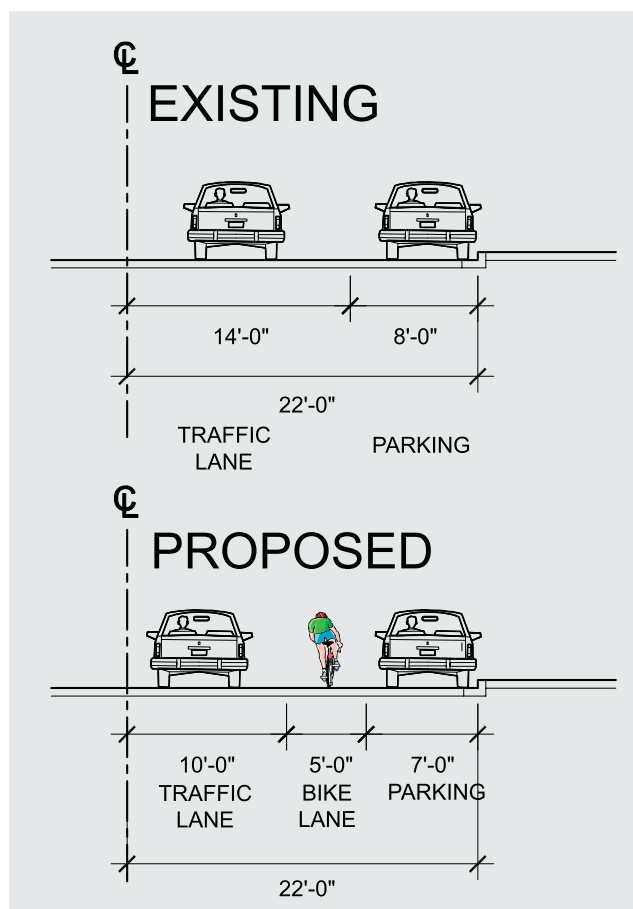 ℄
EXISTING
14'-0" 8'-0"
22'-0"
TRAFFIC
LANE
PARKING
℄
PROPOSED
10'-0" 5'-0" 7'-0"
TRAFFIC BIKE PARKING
LANE LANE
22'-0"